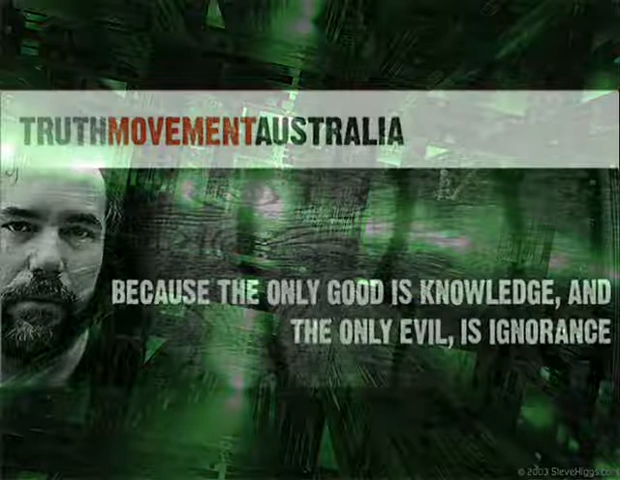 TRUTHMOVEMENTAUSTRALIA
BECAUSE THE ONLY GOOD IS KNOWLEDGE, AND
THE ONLY EVIL, IS IGNORANCE
© 2003 SteveHiggs.com